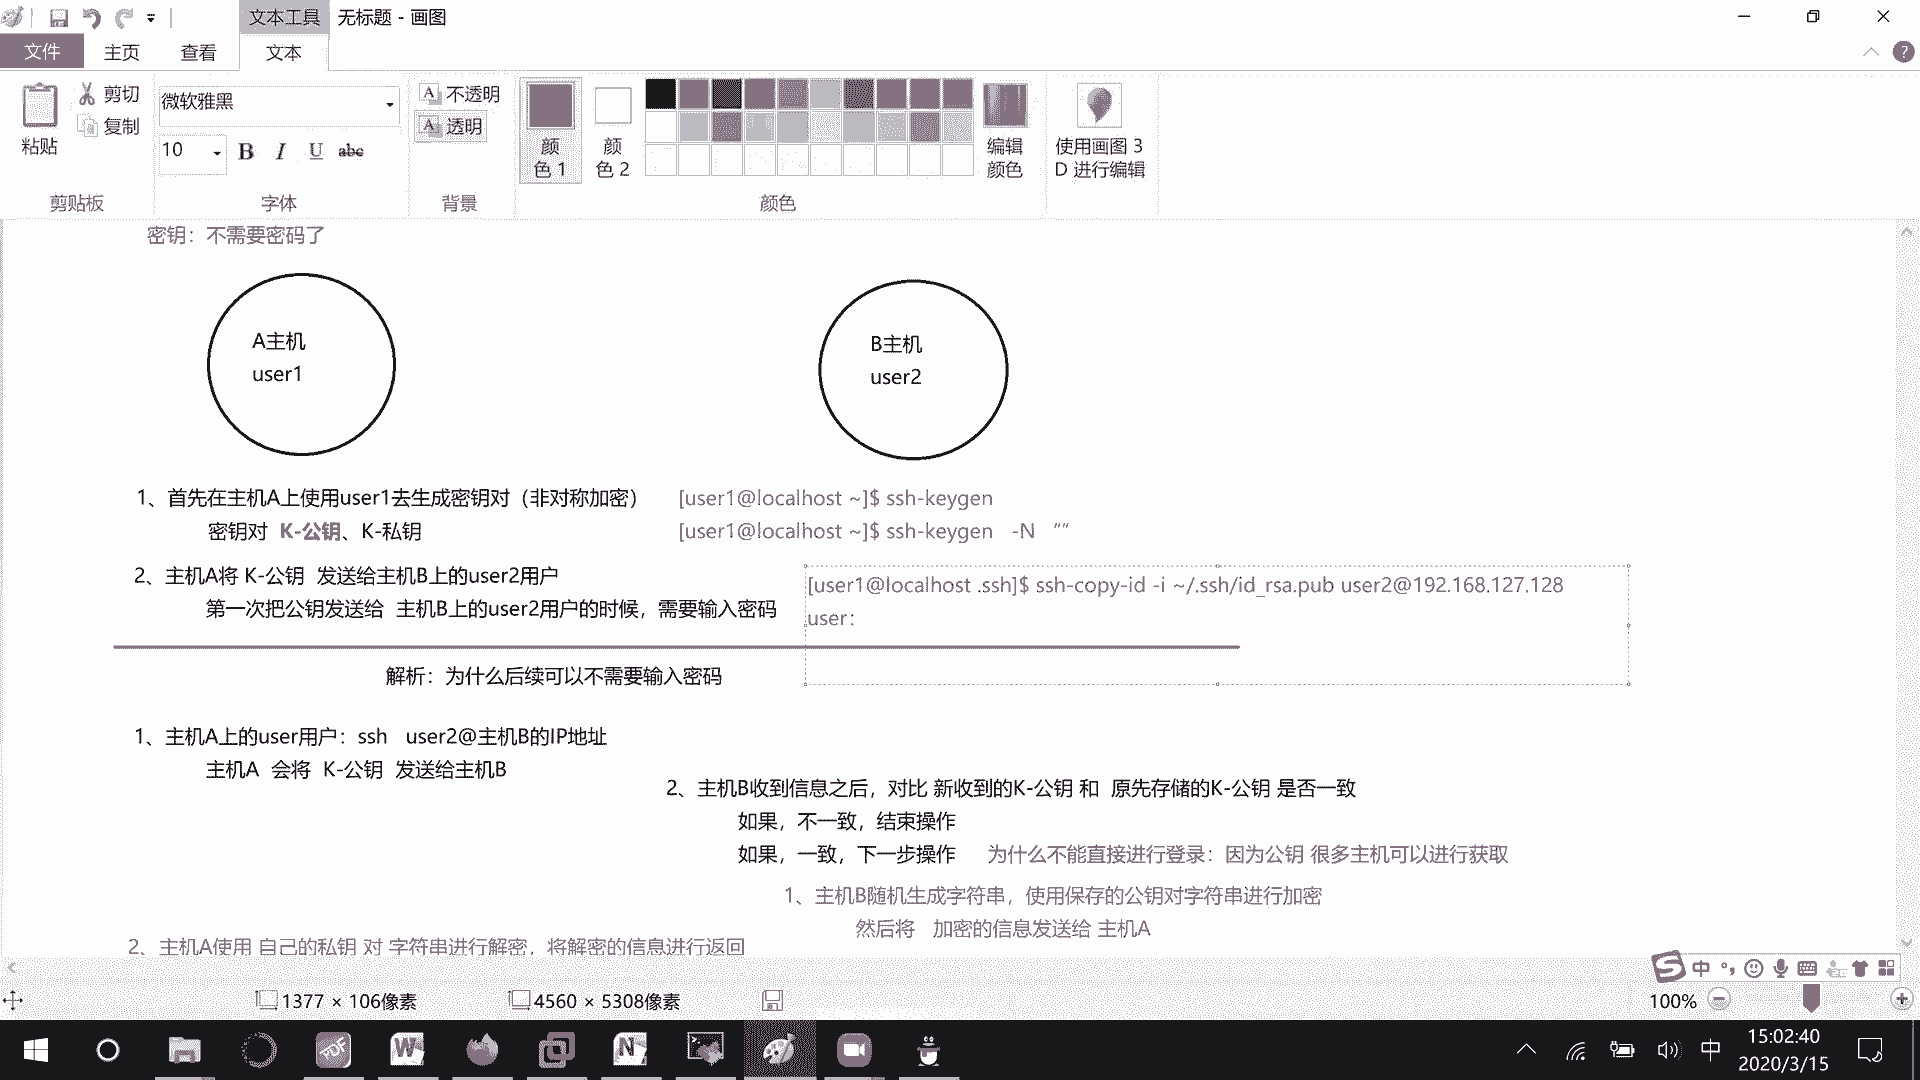 文本工具 无标题 - 画图
文件 主页 查看 文本
粘贴 剪切 复制
微软雅黑
10 B I U abc
不透明
透明
颜色 1
颜色 2
编辑颜色
使用画图 3D 进行编辑
剪贴板 字体 背景 颜色
密钥：不需要密码了
A主机
user1
B主机
user2
1、首先在主机A上使用user1去生成密钥对（非对称加密） [user1@localhost ~]$ ssh-keygen
密钥对 K-公钥、K-私钥 [user1@localhost ~]$ ssh-keygen -N ""
2、主机A将 K-公钥 发送给主机B上的user2用户 [user1@localhost .ssh]$ ssh-copy-id -i ~/.ssh/id_rsa.pub user2@192.168.127.128
第一次把公钥发送给 主机B上的user2用户的时候，需要输入密码 user：
解析：为什么后续可以不需要输入密码
1、主机A上的user用户：ssh user2@主机B的IP地址
主机A 会将 K-公钥 发送给主机B
2、主机B收到信息之后，对比 新收到的K-公钥 和 原先存储的K-公钥 是否一致
如果，不一致，结束操作
如果，一致，下一步操作 为什么不能直接进行登录：因为公钥 很多主机可以进行获取
1、主机B随机生成字符串，使用保存的公钥对字符串进行加密
然后将 加密的信息发送给 主机A
2、主机A使用 自己的私钥 对 字符串进行解密，将解密的信息进行返回
中
1377 × 106像素 4560 × 5308像素 100%
中 15:02:40
2020/3/15